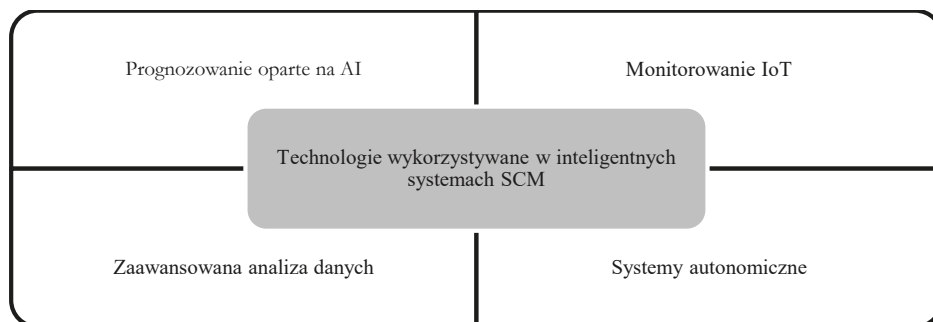 Prognozowanie oparte na AI
Monitorowanie IoT
Technologie wykorzystywane w inteligentnych
systemach SCM
Zaawansowana analiza danych
Systemy autonomiczne